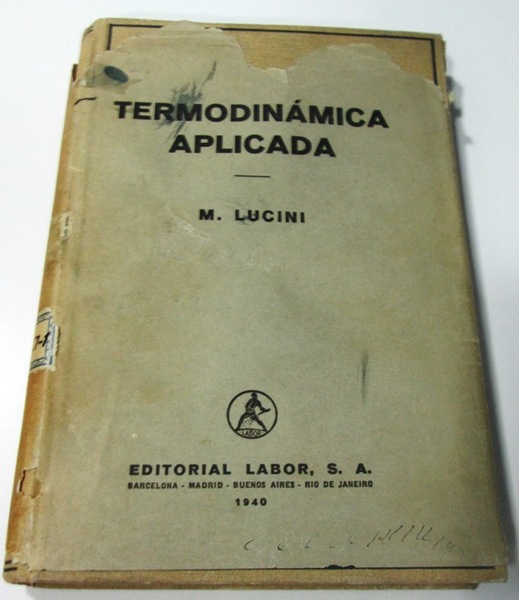 TERMODINÁMICA
APLICADA
M. LUCINI
LABOR
EDITORIAL LABOR, S. A.
BARCELONA - MADRID - BUENOS AIRES - RIO DE JANEIRO
1940